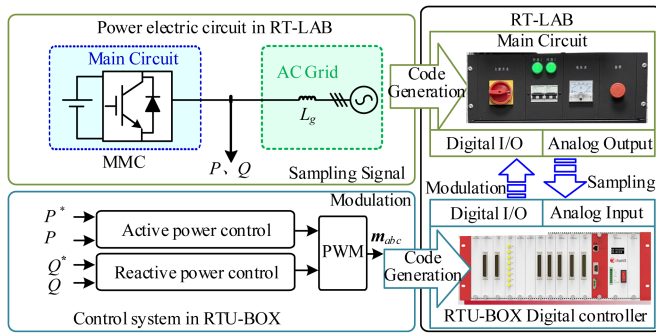 Power electric circuit in RT-LAB
Main Circuit
MMC
AC Grid
L_g
P、Q
Sampling Signal
Code
Generation
RT-LAB
Main Circuit
Digital I/O
Analog Output
Modulation
Sampling
Digital I/O
Analog Input
RTU-BOX Digital controller
P*
P
Q*
Q
Active power control
Reactive power control
PWM
Modulation
m_abc
Code
Generation
Control system in RTU-BOX